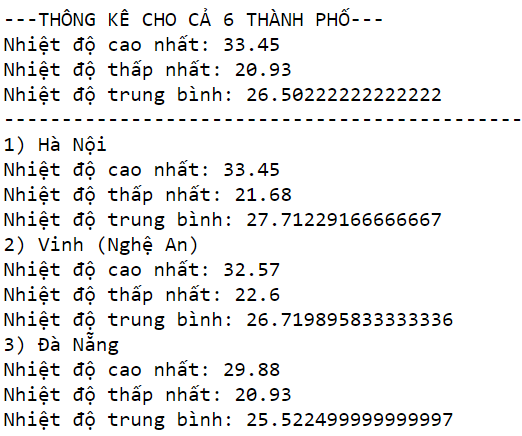 ---THÔNG KÊ CHO CẢ 6 THÀNH PHỐ---
Nhiệt độ cao nhất: 33.45
Nhiệt độ thấp nhất: 20.93
Nhiệt độ trung bình: 26.50222222222222
---------------------------------------------
1) Hà Nội
Nhiệt độ cao nhất: 33.45
Nhiệt độ thấp nhất: 21.68
Nhiệt độ trung bình: 27.71229166666667
2) Vinh (Nghệ An)
Nhiệt độ cao nhất: 32.57
Nhiệt độ thấp nhất: 22.6
Nhiệt độ trung bình: 26.719895833333336
3) Đà Nẵng
Nhiệt độ cao nhất: 29.88
Nhiệt độ thấp nhất: 20.93
Nhiệt độ trung bình: 25.522499999999997